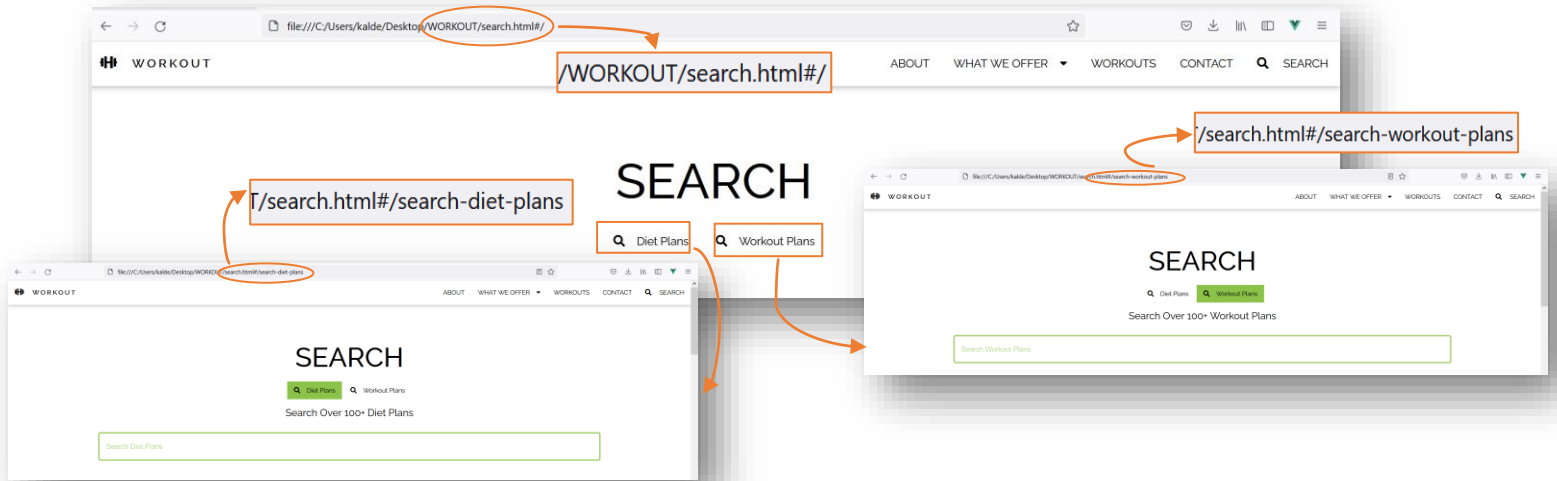 file:///C:/Users/kalde/Desktop/WORKOUT/search.html#/
WORKOUT
ABOUT WHAT WE OFFER WORKOUTS CONTACT SEARCH
/WORKOUT/search.html#/
SEARCH
Diet Plans Workout Plans
T/search.html#/search-diet-plans
file:///C:/Users/kalde/Desktop/WORKOUT/search.html#/search-diet-plans
WORKOUT
ABOUT WHAT WE OFFER WORKOUTS CONTACT SEARCH
SEARCH
Diet Plans Workout Plans
Search Over 100+ Diet Plans
Search Diet Plans
/search.html#/search-workout-plans
file:///C:/Users/kalde/Desktop/WORKOUT/search.html#/search-workout-plans
WORKOUT
ABOUT WHAT WE OFFER WORKOUTS CONTACT SEARCH
SEARCH
Diet Plans Workout Plans
Search Over 100+ Workout Plans
Search Workout Plans